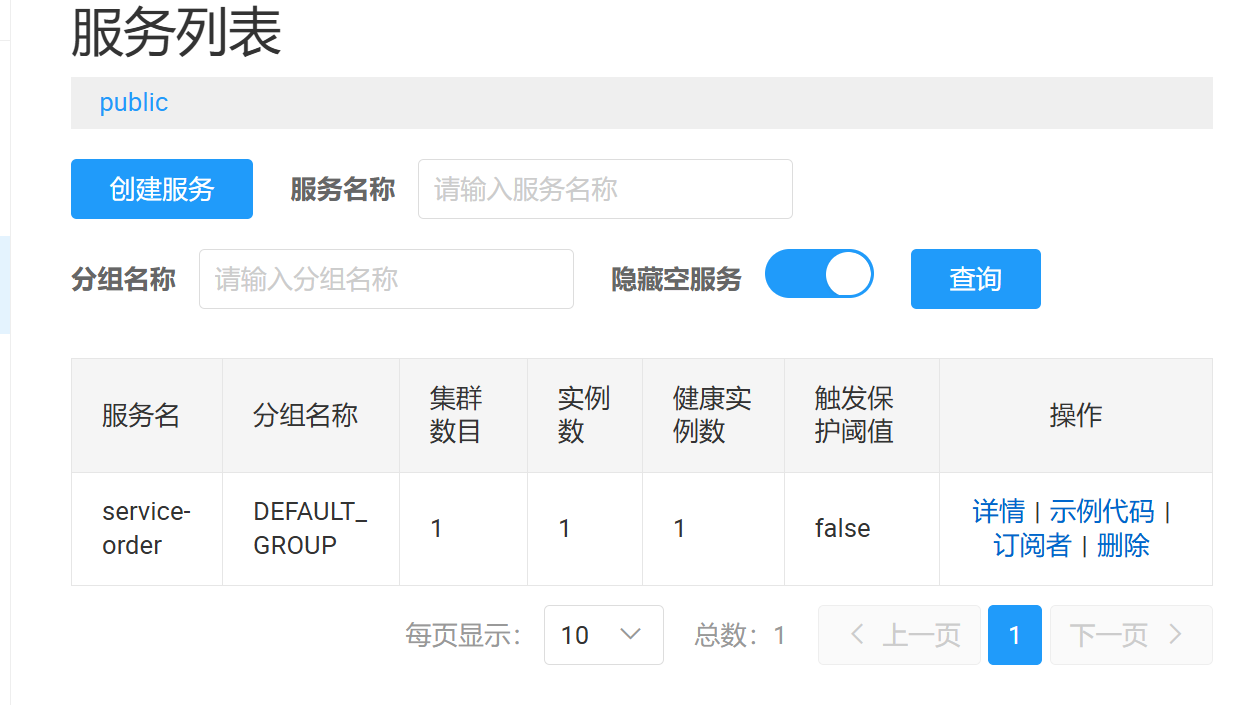 服务列表
public
创建服务 服务名称 请输入服务名称
分组名称 请输入分组名称 隐藏空服务 查询
服务名 分组名称 集群 实例 健康实 触发保 操作
数目 数 例数 护阈值
service- DEFAULT_ 1 1 1 false 详情 | 示例代码 |
order GROUP 订阅者 | 删除
每页显示: 10 总数: 1 上一页 1 下一页